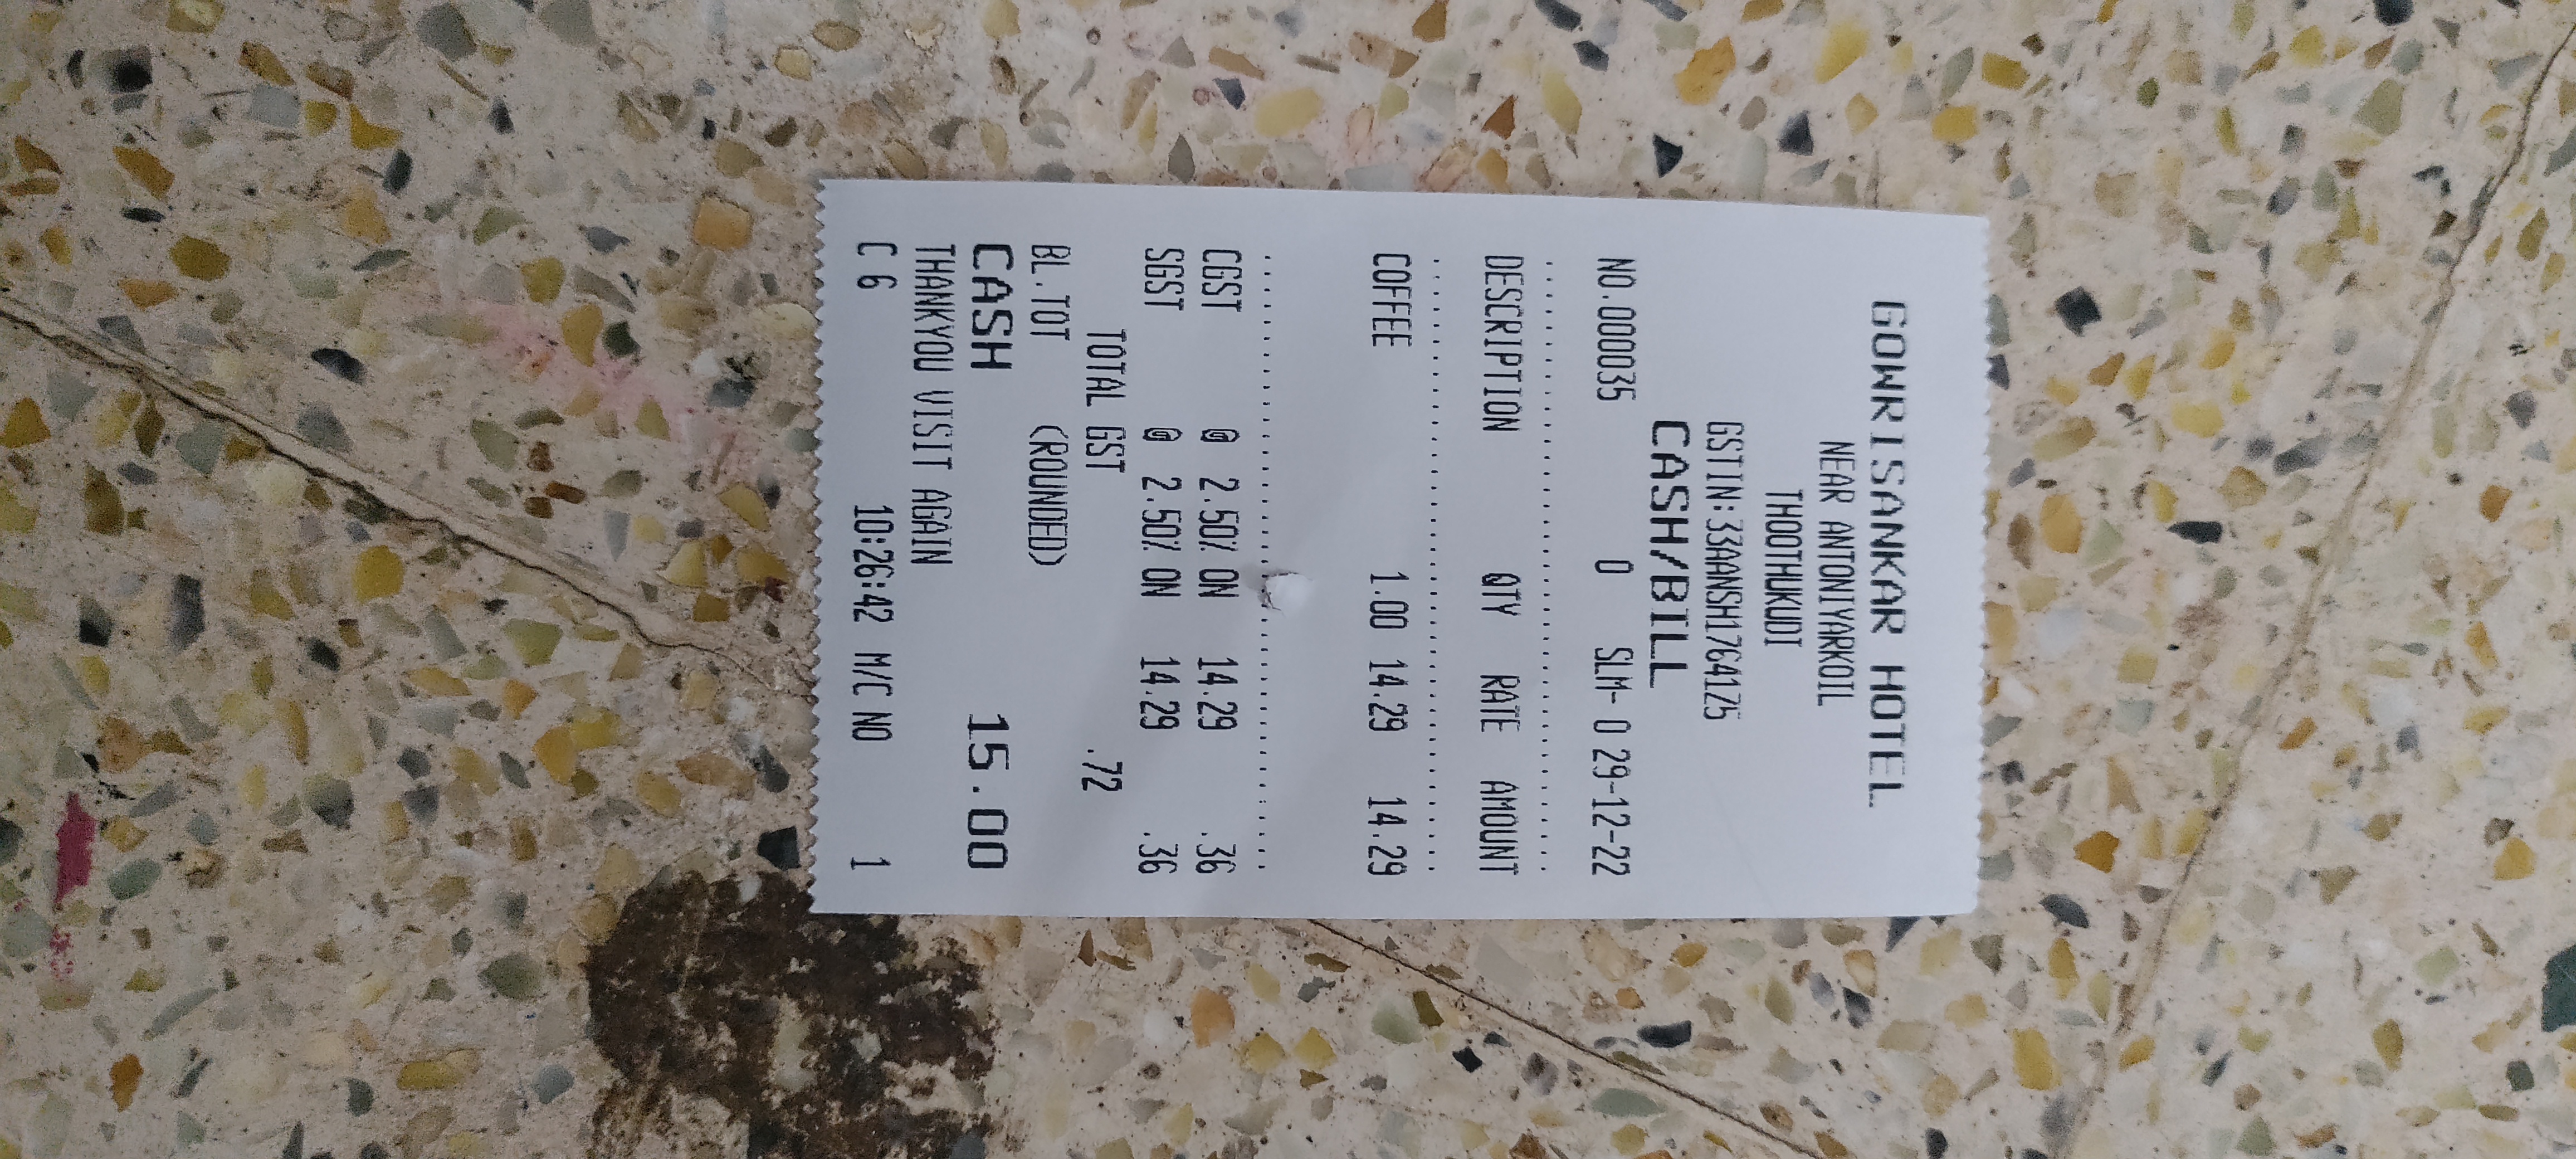 GOWRISANKAR HOTEL
NEAR ANTONIYARKOIL
THOOTHUKUDI
GSTIN:33AANSH1764175
CASH/BILL
NO.000035 0 SLM- 0 29-12-22
DESCRIPTION QTY RATE AMOUNT
COFFEE 1.00 14.29 14.29
CGST @ 2.50% ON 14.29 .36
SGST @ 2.50% ON 14.29 .36
TOTAL GST .72
BL.TOT (ROUNDED)
CASH 15.00
THANKYOU VISIT AGAIN
C 6 10:26:42 M/C NO 1